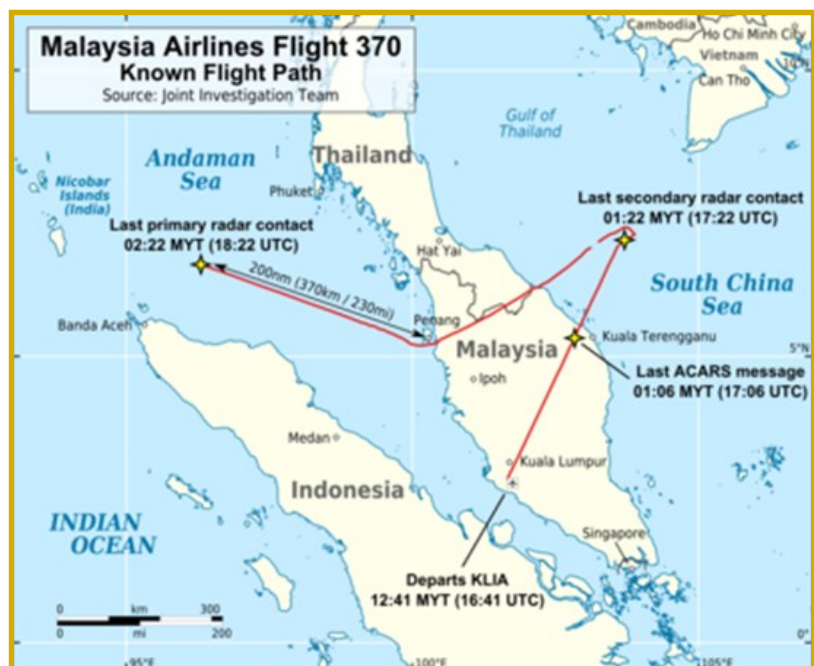 Malaysia Airlines Flight 370
Known Flight Path
Source: Joint Investigation Team
Cambodia
Ho Chi Minh City
Vietnam
10°N
Can Tho
Gulf of
Thailand
Andaman
Sea
Thailand
Nicobar
Islands
(India)
Phuket
Last secondary radar contact
01:22 MYT (17:22 UTC)
Last primary radar contact
02:22 MYT (18:22 UTC)
Hat Yai
200nm (370km / 230mi)
South China
Sea
Banda Aceh
Penang
Kuala Terengganu
Malaysia
5°N
Last ACARS message
01:06 MYT (17:06 UTC)
Ipoh
Medan
Kuala Lumpur
Indonesia
INDIAN
OCEAN
Singapore
Departs KLIA
12:41 MYT (16:41 UTC)
0 km 300
0 mi 200
0°
95°E
100°E
105°E